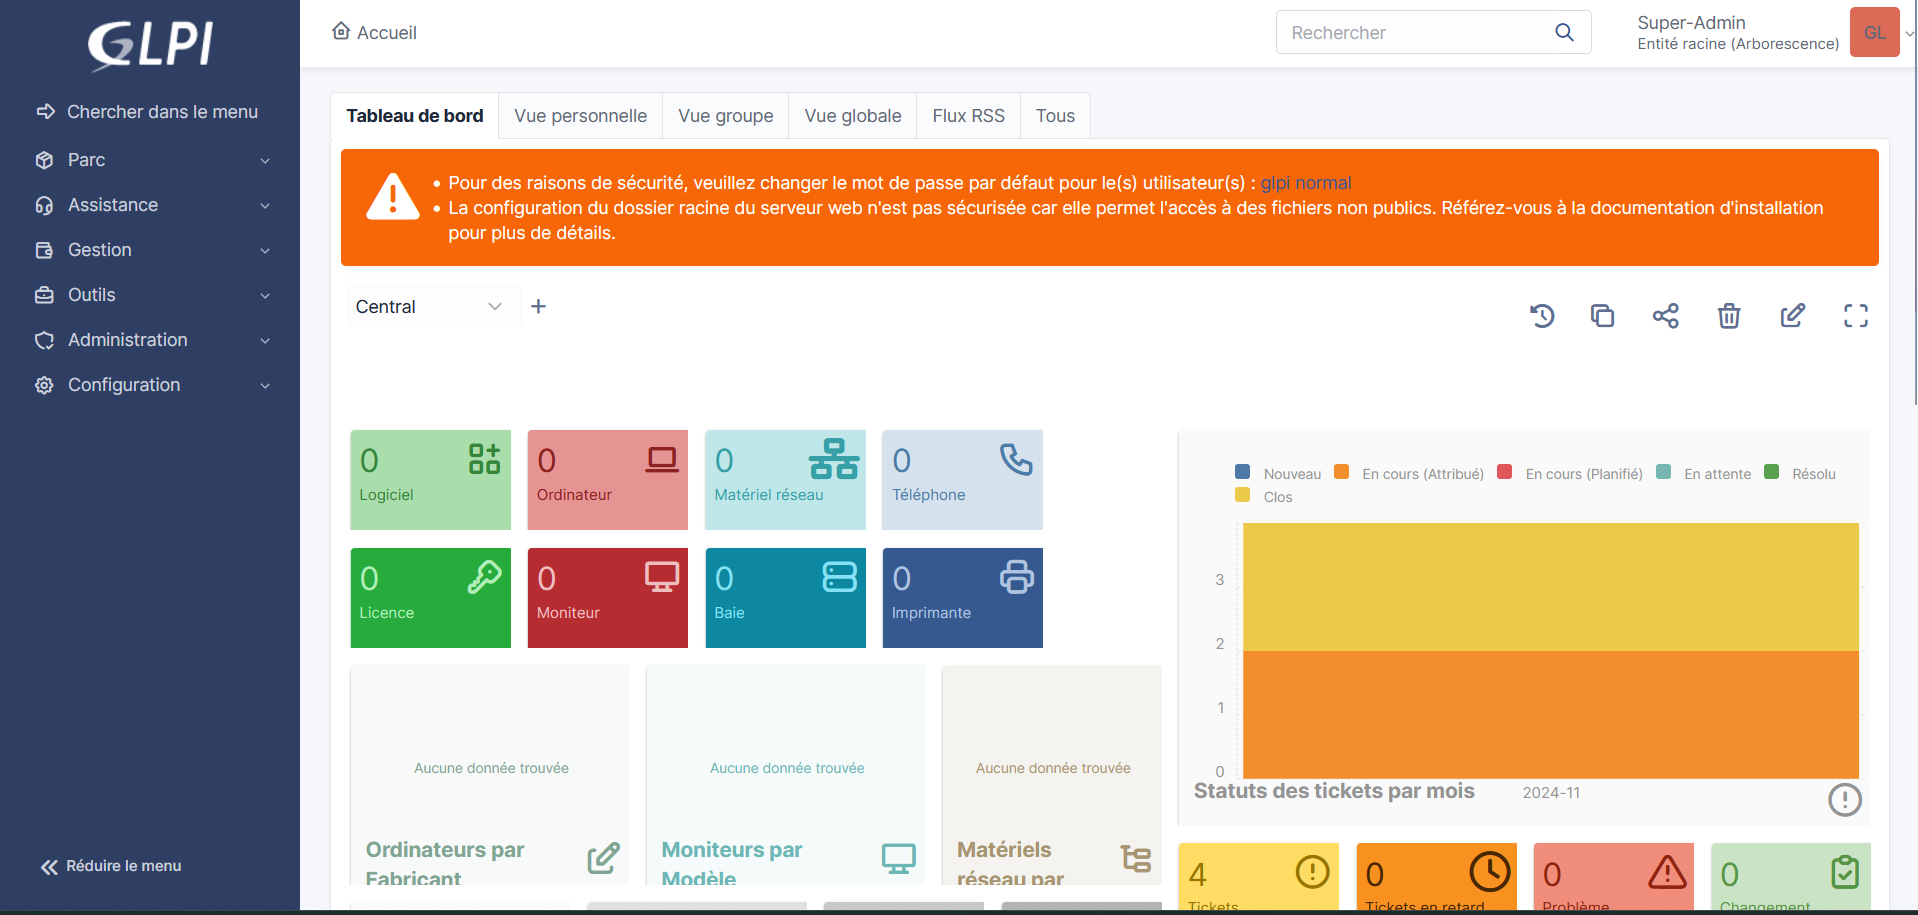 GLPI
Chercher dans le menu
Parc
Assistance
Gestion
Outils
Administration
Configuration
Réduire le menu
Accueil
Rechercher
Super-Admin
Entité racine (Arborescence)
GL
Tableau de bord
Vue personnelle
Vue groupe
Vue globale
Flux RSS
Tous
Pour des raisons de sécurité, veuillez changer le mot de passe par défaut pour le(s) utilisateur(s) : glpi normal
La configuration du dossier racine du serveur web n'est pas sécurisée car elle permet l'accès à des fichiers non publics. Référez-vous à la documentation d'installation
pour plus de détails.
Central
0
Logiciel
0
Ordinateur
0
Matériel réseau
0
Téléphone
0
Licence
0
Moniteur
0
Baie
0
Imprimante
Aucune donnée trouvée
Ordinateurs par
Fabricant
Aucune donnée trouvée
Moniteurs par
Modèle
Aucune donnée trouvée
Matériels
réseau par
Nouveau
En cours (Attribué)
En cours (Planifié)
En attente
Résolu
Clos
3
2
1
0
Statuts des tickets par mois
2024-11
4
Tickets
0
Tickets en retard
0
Problème
0
Changement